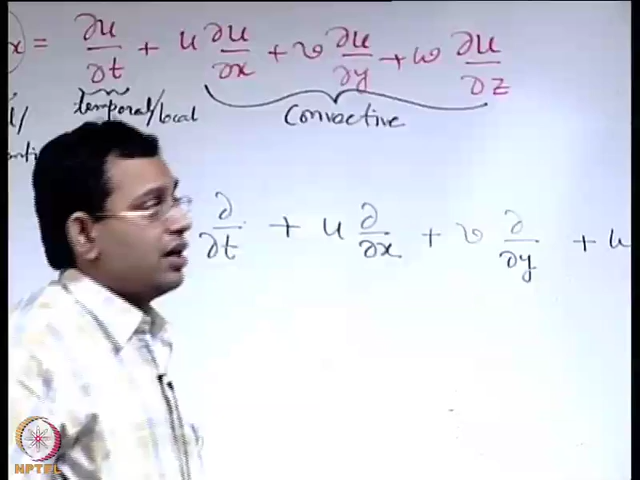 x = ∂u/∂t + u ∂u/∂x + v ∂u/∂y + w ∂u/∂z
temporal/local Convective
∂/∂t + u ∂/∂x + v ∂/∂y + u
NPTEL